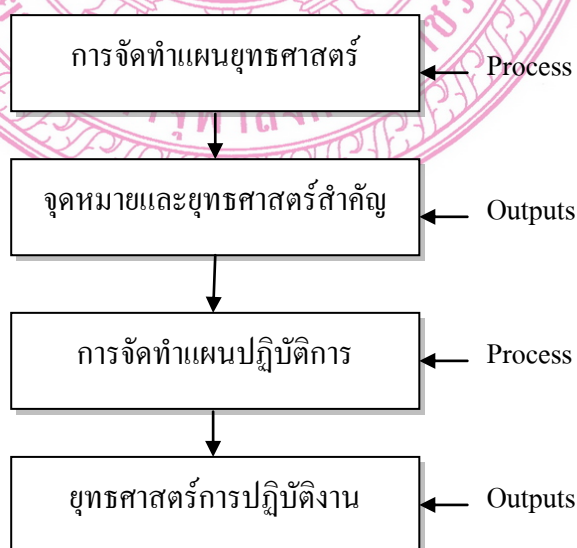 การจัดทำแผนยุทธศาสตร์
Process
จุดหมายและยุทธศาสตร์สำคัญ
Outputs
การจัดทำแผนปฏิบัติการ
Process
ยุทธศาสตร์การปฏิบัติงาน
Outputs